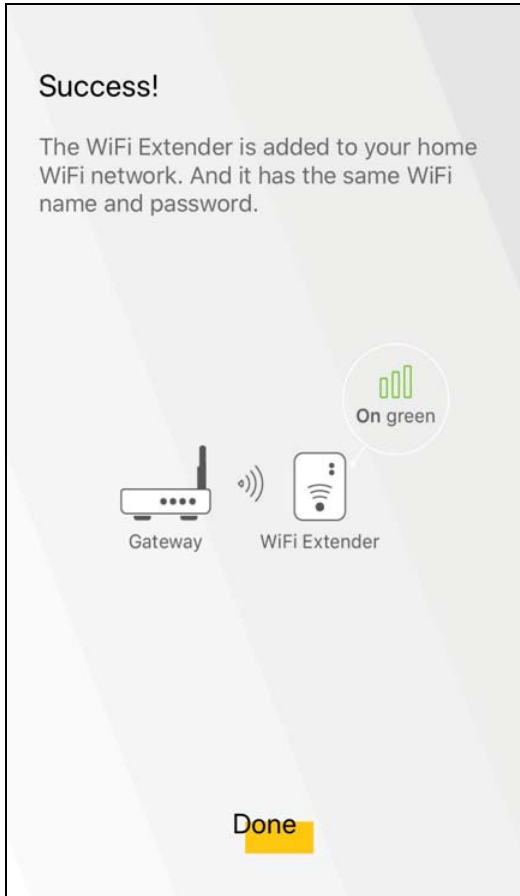 Success!
The WiFi Extender is added to your home
WiFi network. And it has the same WiFi
name and password.
On green
Gateway
WiFi Extender
Done